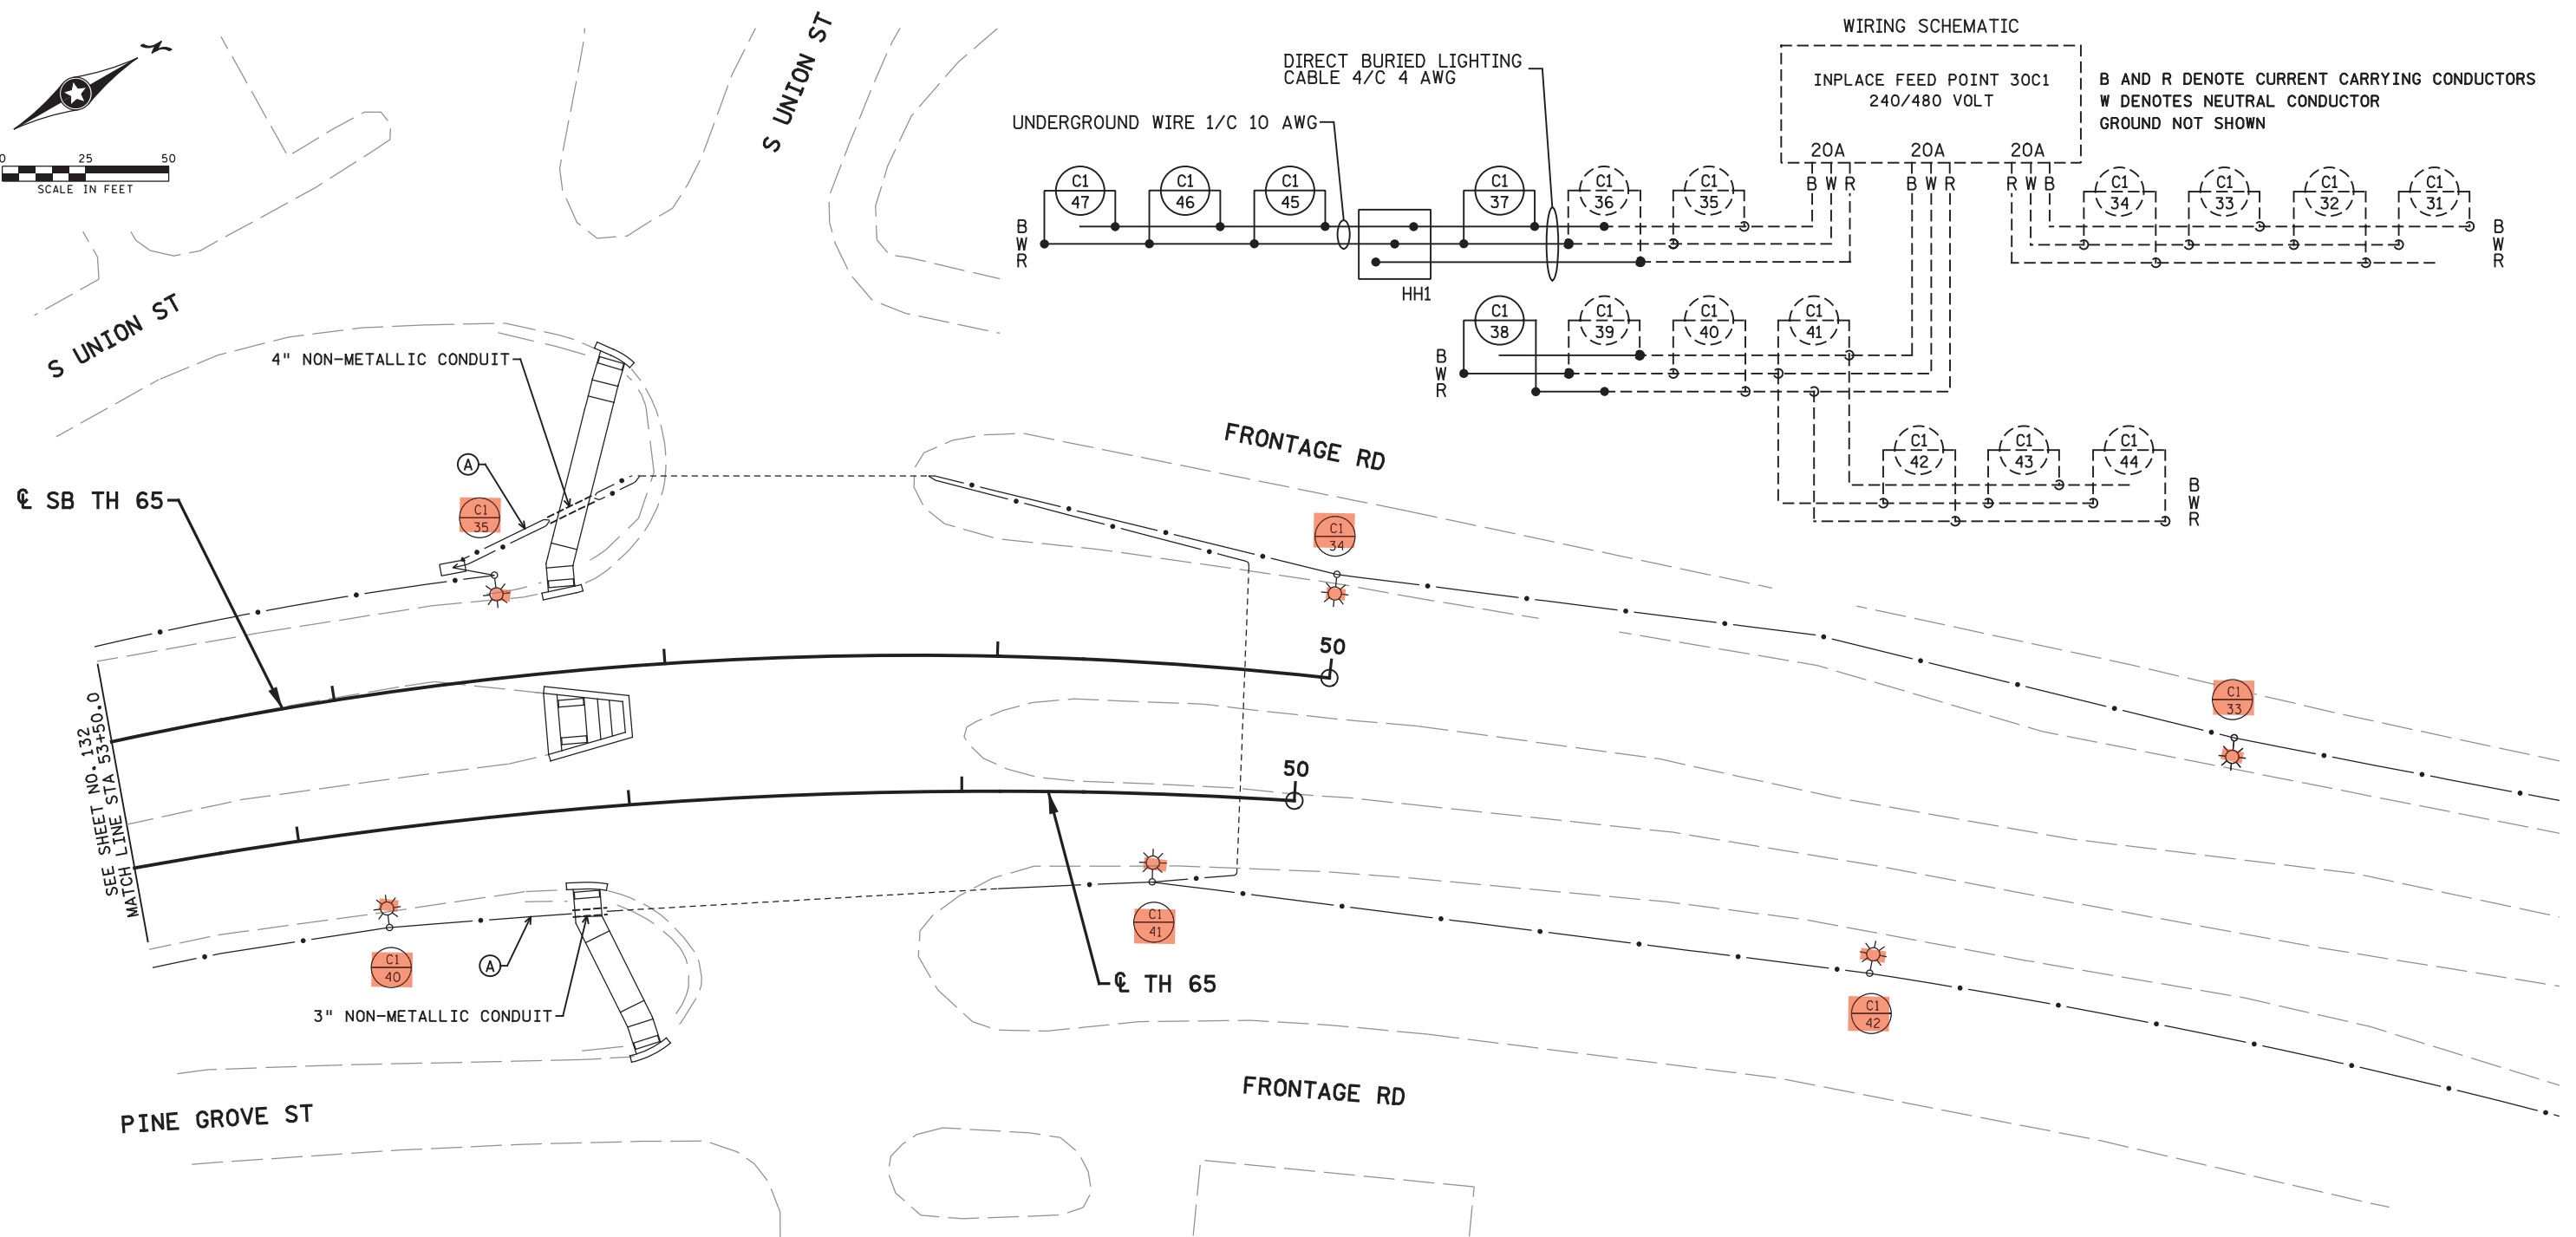 WIRING SCHEMATIC
INPLACE FEED POINT 30C1
240/480 VOLT
B AND R DENOTE CURRENT CARRYING CONDUCTORS
W DENOTES NEUTRAL CONDUCTOR
GROUND NOT SHOWN
DIRECT BURIED LIGHTING
CABLE 4/C 4 AWG
UNDERGROUND WIRE 1/C 10 AWG
20A
20A
20A
B W R
B W R
R W B
C1
47
C1
46
C1
45
C1
37
C1
36
C1
35
C1
34
C1
33
C1
32
C1
31
B
W
R
B
W
R
HH1
C1
38
C1
39
C1
40
C1
41
B
W
R
C1
42
C1
43
C1
44
B
W
R
0 25 50
SCALE IN FEET
S UNION ST
S UNION ST
4" NON-METALLIC CONDUIT
A
C1
35
℄ SB TH 65
FRONTAGE RD
C1
34
50
C1
33
50
SEE SHEET NO. 132
MATCH LINE STA 53+50.0
C1
40
A
3" NON-METALLIC CONDUIT
C1
41
℄ TH 65
C1
42
FRONTAGE RD
PINE GROVE ST